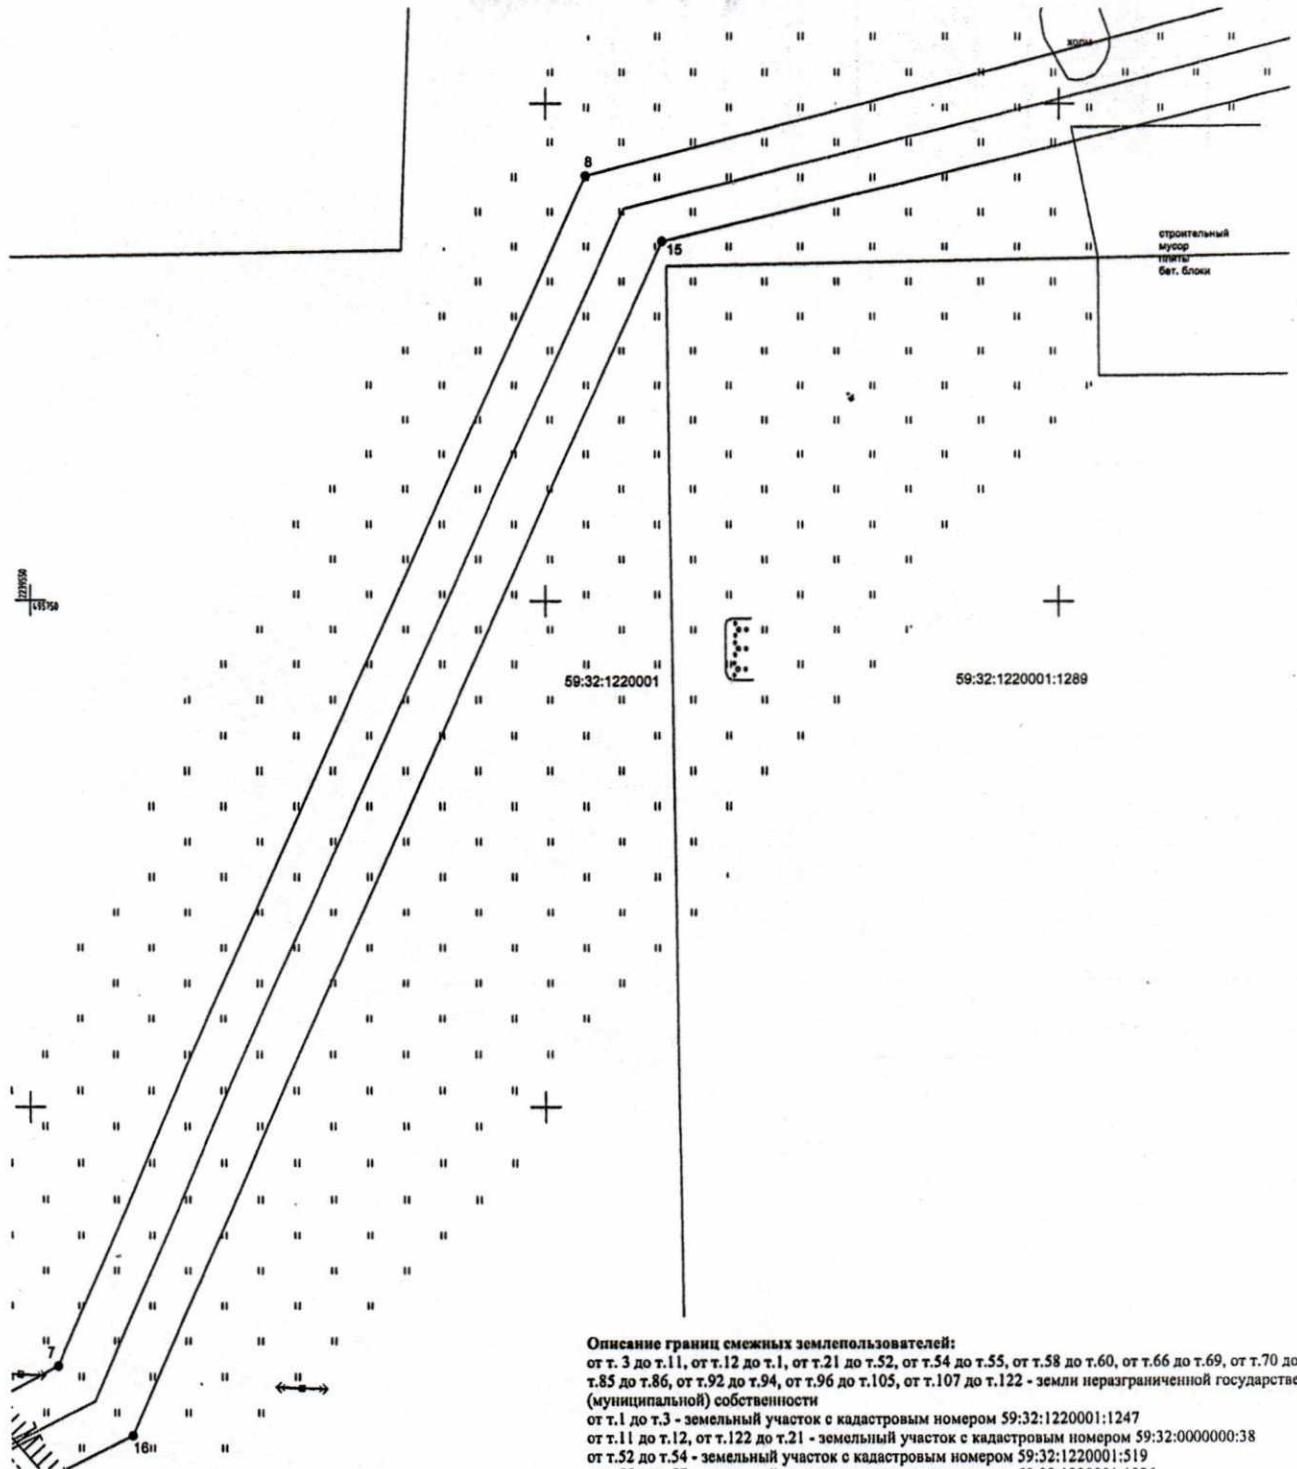 холм
8
15
строительный
мусор
плиты
бет. блоки
2239550
495750
59:32:1220001
59:32:1220001:1289
7
16
Описание границ смежных землепользователей:
от т. 3 до т.11, от т.12 до т.1, от т.21 до т.52, от т.54 до т.55, от т.58 до т.60, от т.66 до т.69, от т.70 до
т.85 до т.86, от т.92 до т.94, от т.96 до т.105, от т.107 до т.122 - земли неразграниченной государстве
(муниципальной) собственности
от т.1 до т.3 - земельный участок с кадастровым номером 59:32:1220001:1247
от т.11 до т.12, от т.122 до т.21 - земельный участок с кадастровым номером 59:32:0000000:38
от т.52 до т.54 - земельный участок с кадастровым номером 59:32:1220001:519